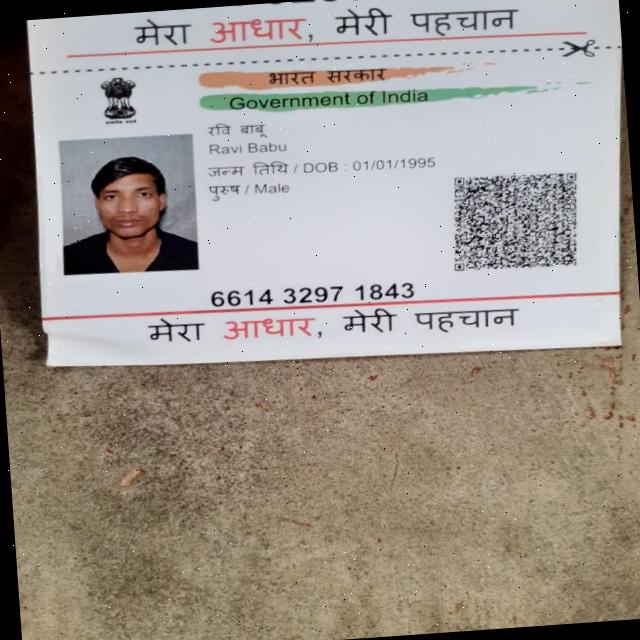 मेरा आधार, मेरी पहचान
भारत सरकार
Government of India
रवि बाबू
Ravi Babu
जन्म तिथि / DOB : 01/01/1995
पुरुष / Male
6614 3297 1843
मेरा आधार, मेरी पहचान